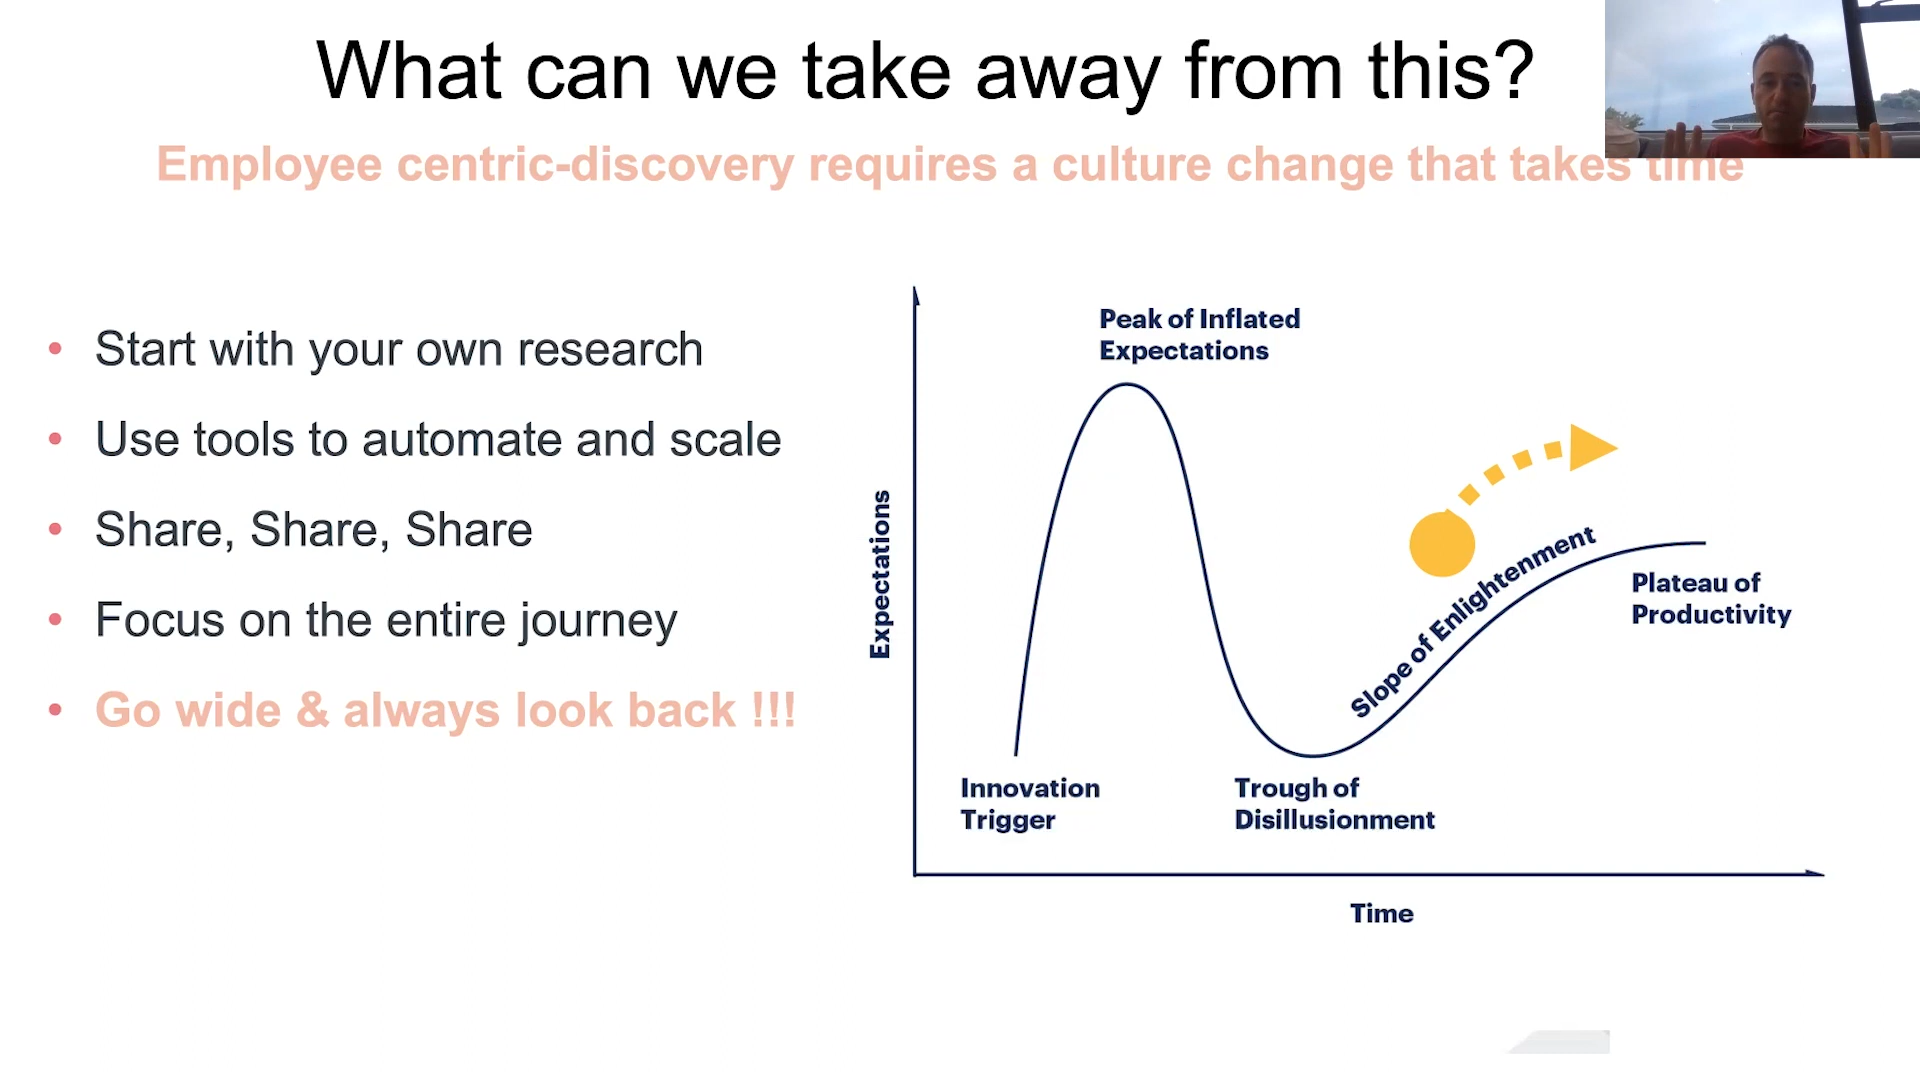 What can we take away from this?
Employee centric-discovery requires a culture change that takes time
• Start with your own research
• Use tools to automate and scale
• Share, Share, Share
• Focus on the entire journey
• Go wide & always look back !!!
Peak of Inflated
Expectations
Expectations
Slope of Enlightenment
Plateau of
Productivity
Innovation
Trigger
Trough of
Disillusionment
Time